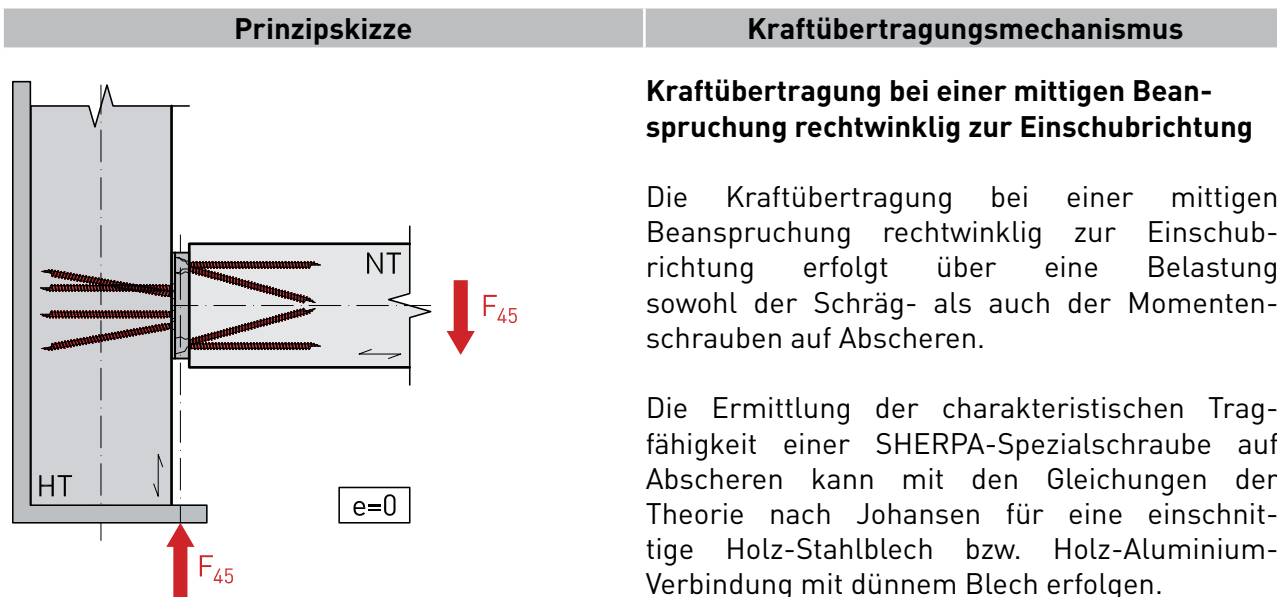 Prinzipskizze
Kraftübertragungsmechanismus
NT
F45
HT
e=0
F45
Kraftübertragung bei einer mittigen Bean-
spruchung rechtwinklig zur Einschubrichtung
Die Kraftübertragung bei einer mittigen
Beanspruchung rechtwinklig zur Einschub-
richtung erfolgt über eine Belastung
sowohl der Schräg- als auch der Momenten-
schrauben auf Abscheren.
Die Ermittlung der charakteristischen Trag-
fähigkeit einer SHERPA-Spezialschraube auf
Abscheren kann mit den Gleichungen der
Theorie nach Johansen für eine einschnit-
tige Holz-Stahlblech bzw. Holz-Aluminium-
Verbindung mit dünnem Blech erfolgen.